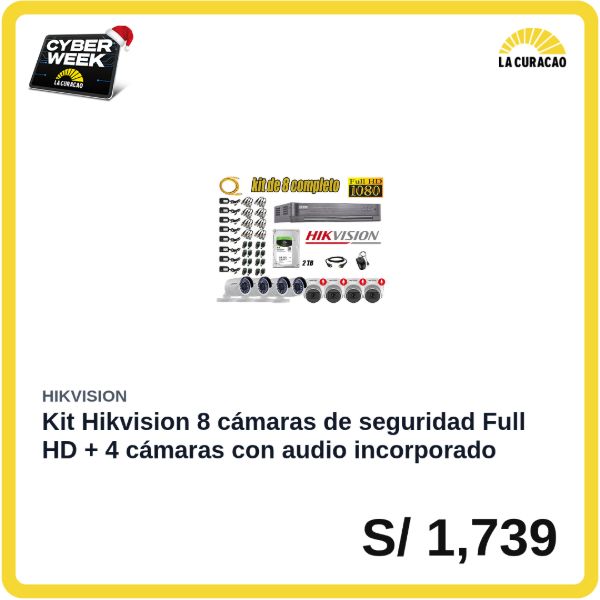 CYBER
WEEK
LA CURACAO
LA CURACAO
kit de 8 completo
Full HD
1080
HIKVISION
2 TB
HIKVISION
Kit Hikvision 8 cámaras de seguridad Full
HD + 4 cámaras con audio incorporado
S/ 1,739